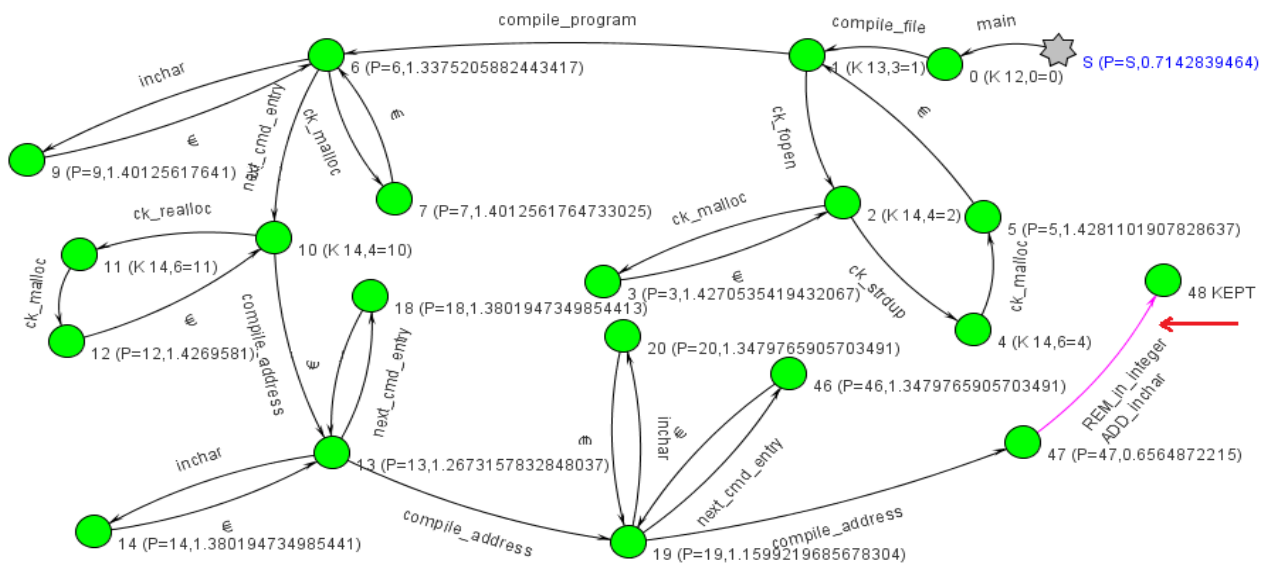 compile_program
compile_file
main
S (P=S,0.7142839464)
0 (K 12,0=0)
1 (K 13,3=1)
6 (P=6,1.3375205882443417)
inchar
€
next_cmd_entry
ck_malloc
€
9 (P=9,1.40125617641)
7 (P=7,1.4012561764733025)
ck_fopen
€
ck_realloc
ck_malloc
2 (K 14,4=2)
5 (P=5,1.4281101907828637)
10 (K 14,4=10)
11 (K 14,6=11)
ck_malloc
€
€
ck_strdup
ck_malloc
3 (P=3,1.4270535419432067)
48 KEPT
18 (P=18,1.3801947349854413)
12 (P=12,1.4269581)
4 (K 14,6=4)
compile_address
€
next_cmd_entry
20 (P=20,1.3479765905703491)
46 (P=46,1.3479765905703491)
REM_in_integer
ADD_inchar
€
inchar
€
next_cmd_entry
inchar
13 (P=13,1.2673157832848037)
47 (P=47,0.6564872215)
€
compile_address
compile_address
14 (P=14,1.380194734985441)
19 (P=19,1.1599219685678304)